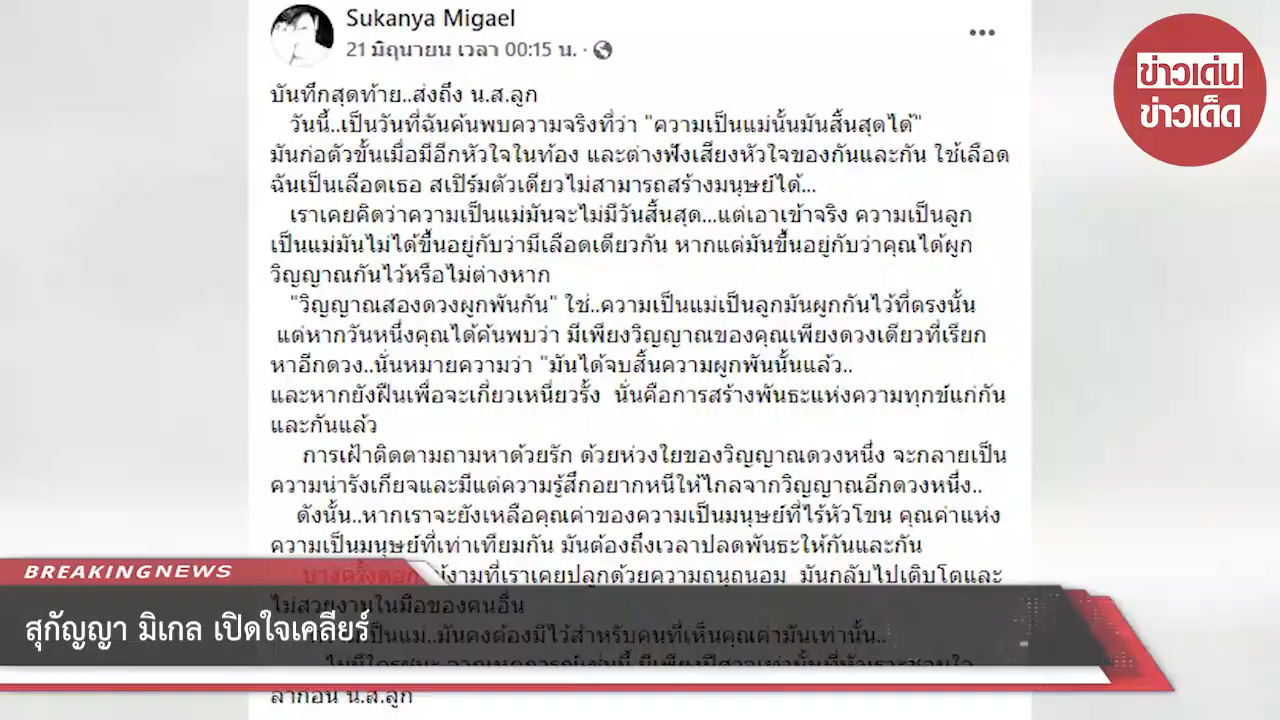 Sukanya Migael
21 มิถุนายน เวลา 00:15 น. ·
ข่าวเด่น
ข่าวเด็ด
บันทึกสุดท้าย..ส่งถึง น.ส.ลูก
วันนี้..เป็นวันที่ฉันค้นพบความจริงที่ว่า "ความเป็นแม่นั้นมันสิ้นสุดได้"
มันก่อตัวขึ้นเมื่อมีอีกหัวใจในท้อง และต่างฟังเสียงหัวใจของกันและกัน ใช้เลือด
ฉันเป็นเลือดเธอ สเปิร์มตัวเดียวไม่สามารถสร้างมนุษย์ได้...
เราเคยคิดว่าความเป็นแม่มันจะไม่มีวันสิ้นสุด...แต่เอาเข้าจริง ความเป็นลูก
เป็นแม่มันไม่ได้ขึ้นอยู่กับว่ามีเลือดเดียวกัน หากแต่มันขึ้นอยู่กับว่าคุณได้ผูก
วิญญาณกันไว้หรือไม่ต่างหาก
"วิญญาณสองดวงผูกพันกัน" ใช่..ความเป็นแม่เป็นลูกมันผูกกันไว้ที่ตรงนั้น
แต่หากวันหนึ่งคุณได้ค้นพบว่า มีเพียงวิญญาณของคุณเพียงดวงเดียวที่เรียก
หาอีกดวง..นั่นหมายความว่า "มันได้จบสิ้นความผูกพันนั้นแล้ว..
และหากยังฝืนเพื่อจะเกี่ยวเหนี่ยวรั้ง นั่นคือการสร้างพันธะแห่งความทุกข์แก่กัน
และกันแล้ว
การเฝ้าติดตามถามหาด้วยรัก ด้วยห่วงใยของวิญญาณดวงหนึ่ง จะกลายเป็น
ความน่ารังเกียจและมีแต่ความรู้สึกอยากหนีให้ไกลจากวิญญาณอีกดวงหนึ่ง..
ดังนั้น..หากเราจะยังเหลือคุณค่าของความเป็นมนุษย์ที่ไร้หัวโขน คุณค่าแห่ง
ความเป็นมนุษย์ที่เท่าเทียมกัน มันต้องถึงเวลาปลดพันธะให้กันและกัน
บางครั้งดอกไม้งามที่เราเคยปลูกด้วยความถนุถนอม มันกลับไปเติบโตและ
ไม่สวยงามในมือของคนอื่น
เป็นแม่..มันคงต้องมีไว้สำหรับคนที่เห็นคุณค่ามันเท่านั้น..
ลาก่อน น.ส.ลูก
BREAKINGNEWS
สุกัญญา มิเกล เปิดใจเคลียร์